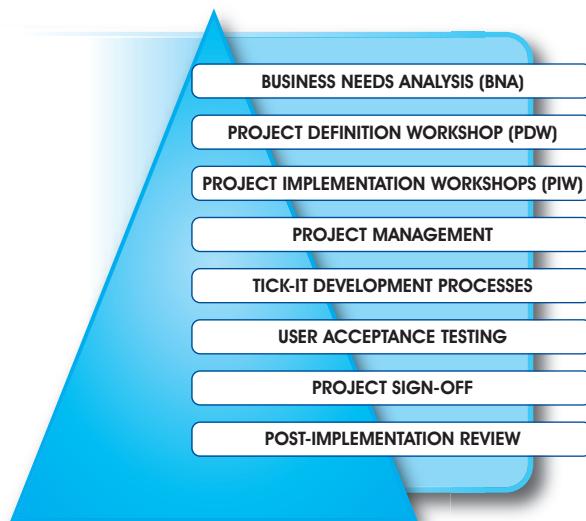 BUSINESS NEEDS ANALYSIS (BNA)
PROJECT DEFINITION WORKSHOP (PDW)
PROJECT IMPLEMENTATION WORKSHOPS (PIW)
PROJECT MANAGEMENT
TICK-IT DEVELOPMENT PROCESSES
USER ACCEPTANCE TESTING
PROJECT SIGN-OFF
POST-IMPLEMENTATION REVIEW